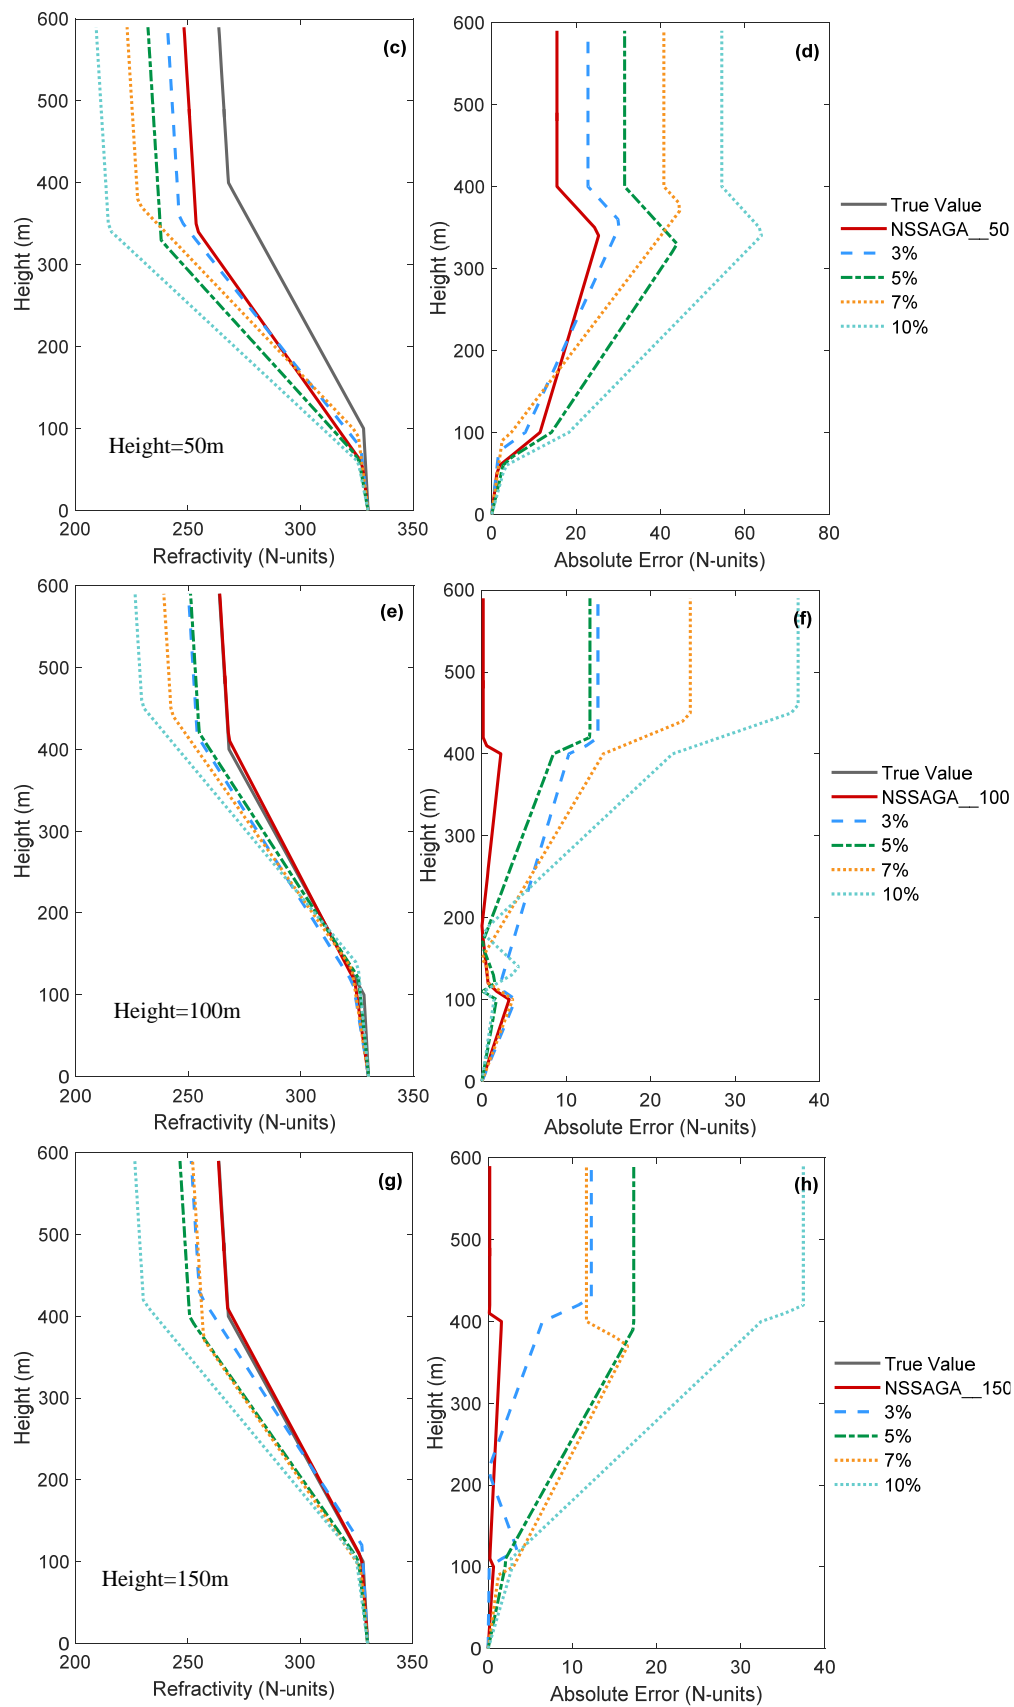 (c)
600
500
400
300
200
100
0
Height (m)
Height=50m
200 250 300 350
Refractivity (N-units)
(d)
600
500
400
300
200
100
0
Height (m)
0 20 40 60 80
Absolute Error (N-units)
True Value
NSSAGA__50
3%
5%
7%
10%
(e)
600
500
400
300
200
100
0
Height (m)
Height=100m
200 250 300 350
Refractivity (N-units)
(f)
600
500
400
300
200
100
0
Height (m)
0 10 20 30 40
Absolute Error (N-units)
True Value
NSSAGA__100
3%
5%
7%
10%
(g)
600
500
400
300
200
100
0
Height (m)
Height=150m
200 250 300 350
Refractivity (N-units)
(h)
600
500
400
300
200
100
0
Height (m)
0 10 20 30 40
Absolute Error (N-units)
True Value
NSSAGA__150
3%
5%
7%
10%